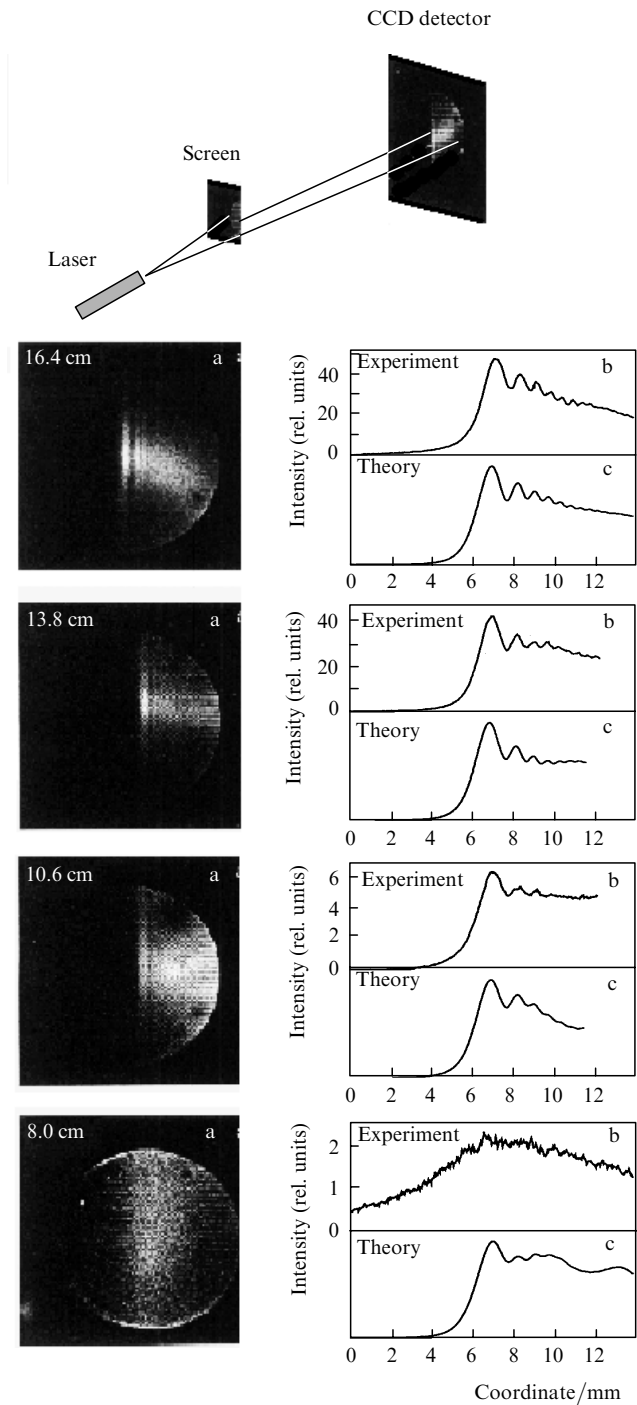 CCD detector
Screen
Laser
16.4 cm a
Experiment b
40
20
0
Intensity (rel. units)
Theory c
0 2 4 6 8 10 12
13.8 cm a
Experiment b
40
20
0
Intensity (rel. units)
Theory c
0 2 4 6 8 10 12
10.6 cm a
Experiment b
6
4
2
0
Intensity (rel. units)
Theory c
0 2 4 6 8 10 12
8.0 cm a
Experiment b
2
1
0
Intensity (rel. units)
Theory c
0 2 4 6 8 10 12
Coordinate/mm